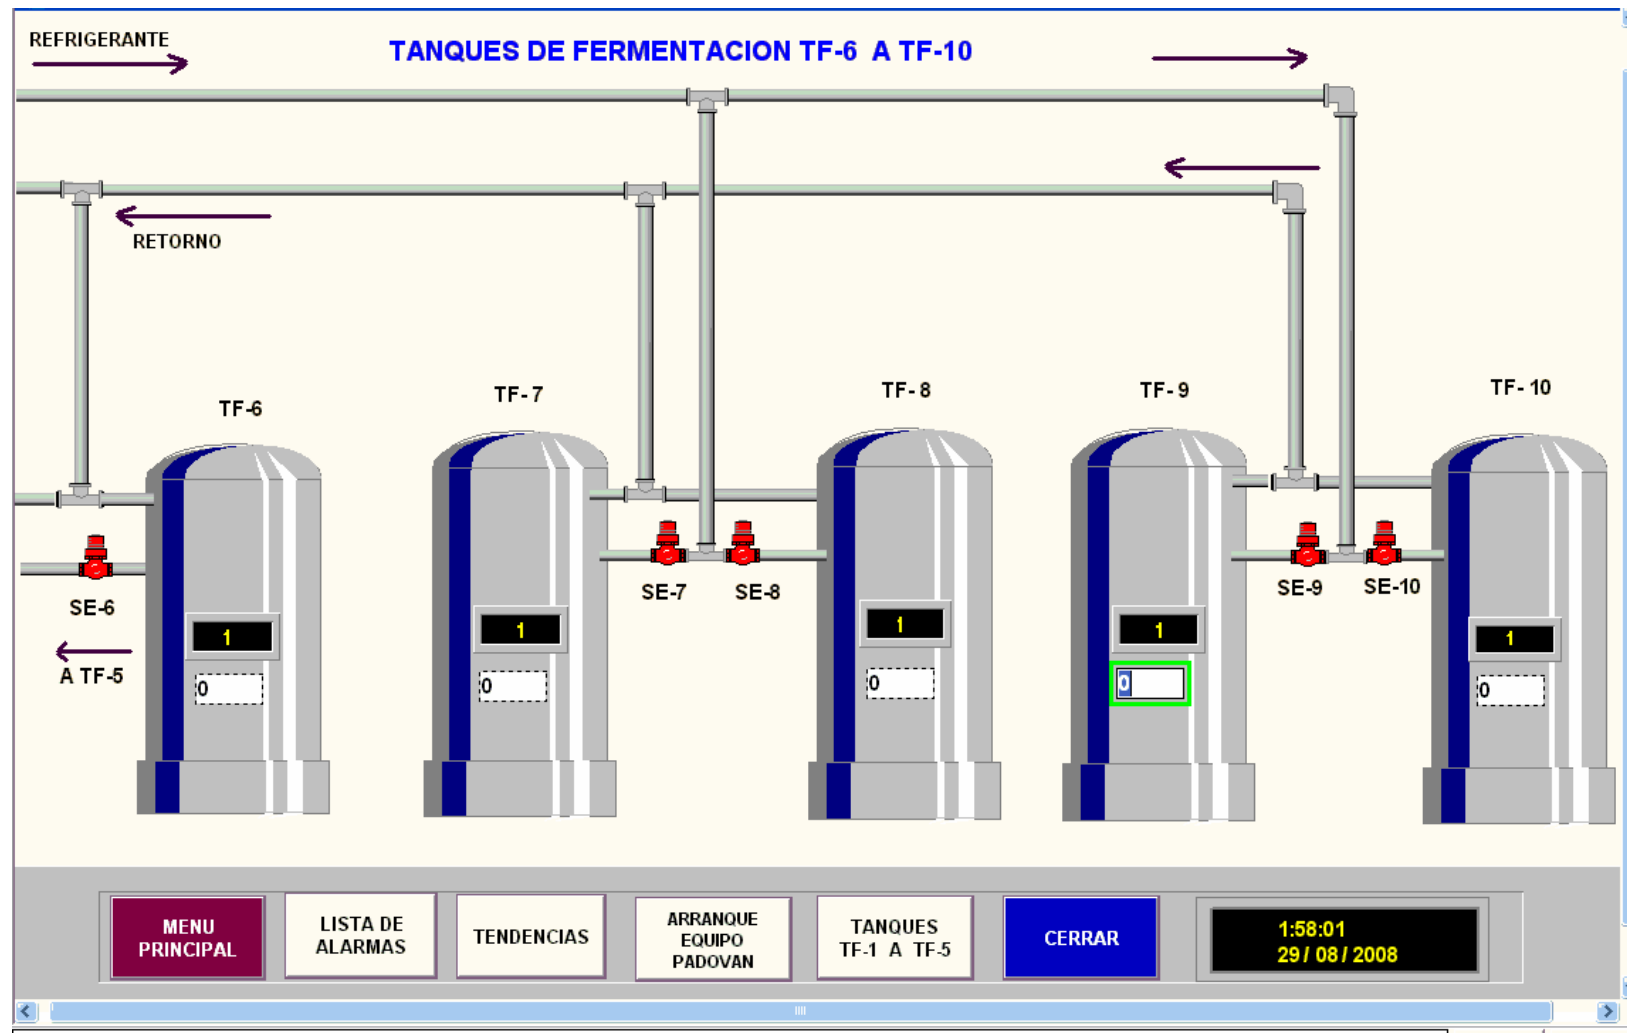 REFRIGERANTE
TANQUES DE FERMENTACION TF-6 A TF-10
RETORNO
TF-6
TF-7
TF-8
TF-9
TF-10
SE-6
SE-7
SE-8
SE-9
SE-10
1
1
1
1
1
A TF-5
0
0
0
0
0
MENU
PRINCIPAL
LISTA DE
ALARMAS
TENDENCIAS
ARRANQUE
EQUIPO
PADOVAN
TANQUES
TF-1 A TF-5
CERRAR
1:58:01
29/ 08/ 2008